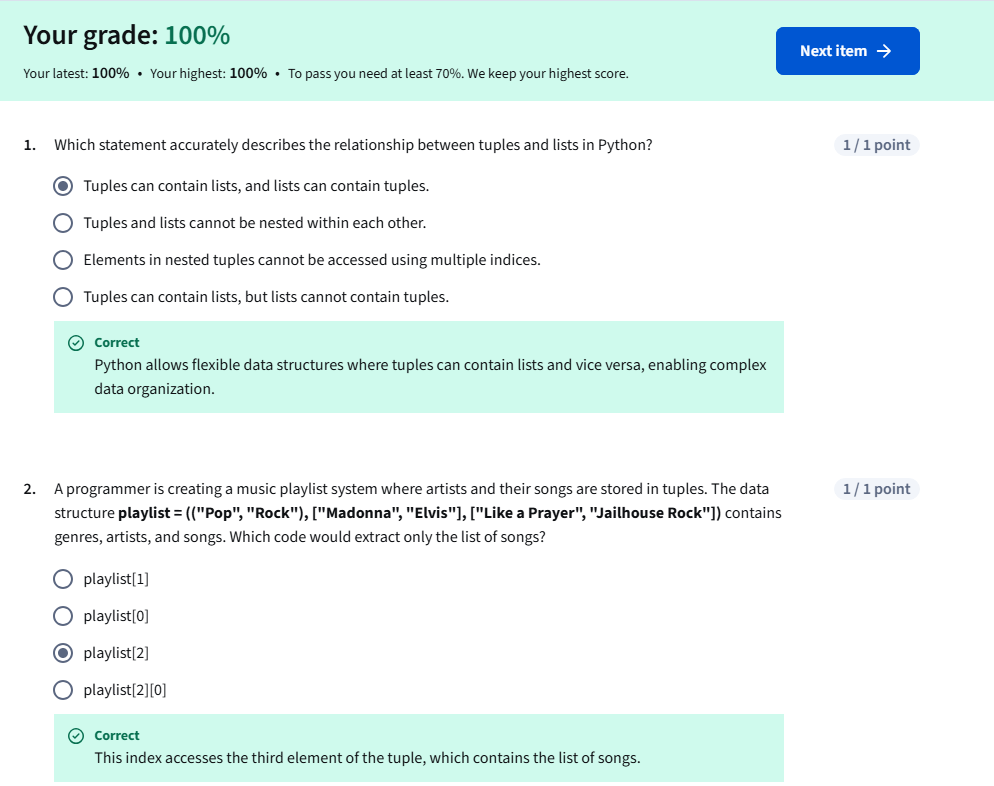 Your grade: 100%
Next item →
Your latest: 100% • Your highest: 100% • To pass you need at least 70%. We keep your highest score.
1. Which statement accurately describes the relationship between tuples and lists in Python?
1 / 1 point
Tuples can contain lists, and lists can contain tuples.
Tuples and lists cannot be nested within each other.
Elements in nested tuples cannot be accessed using multiple indices.
Tuples can contain lists, but lists cannot contain tuples.
Correct
Python allows flexible data structures where tuples can contain lists and vice versa, enabling complex
data organization.
2. A programmer is creating a music playlist system where artists and their songs are stored in tuples. The data
1 / 1 point
structure playlist = (("Pop", "Rock"), ["Madonna", "Elvis"], ["Like a Prayer", "Jailhouse Rock"]) contains
genres, artists, and songs. Which code would extract only the list of songs?
playlist[1]
playlist[0]
playlist[2]
playlist[2][0]
Correct
This index accesses the third element of the tuple, which contains the list of songs.